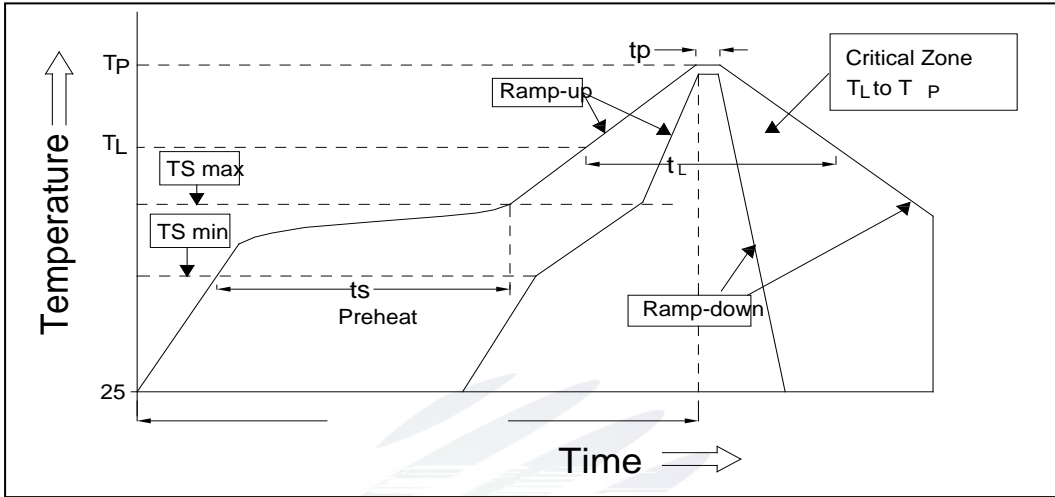 tp
TP
Critical Zone
TL to T P
Ramp-up
TL
tL
TS max
TS min
ts
Preheat
Ramp-down
25
Temperature
Time